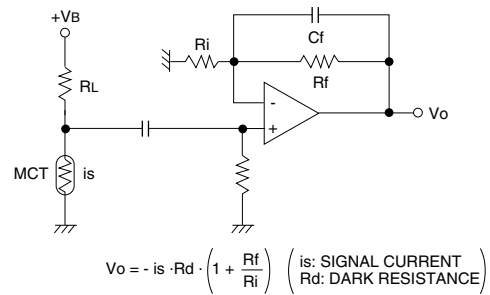 +VB
RL
MCT
is
Ri
Cf
Rf
-
+
Vo
Vo = - is ·Rd · (1 + Rf/Ri) (is: SIGNAL CURRENT
Rd: DARK RESISTANCE)